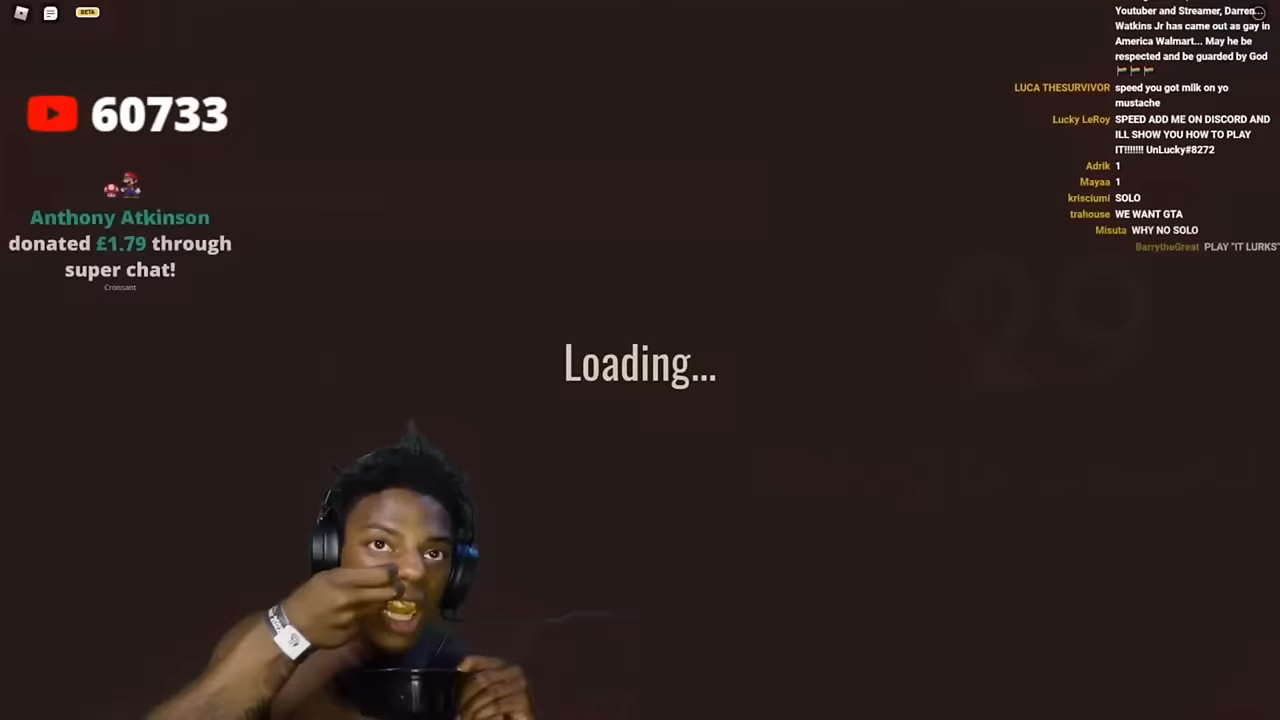 BETA
Youtuber and Streamer, Darren...
Watkins Jr has came out as gay in
America Walmart... May he be
respected and be guarded by God
60733
LUCA THESURVIVOR speed you got milk on yo
mustache
Lucky LeRoy SPEED ADD ME ON DISCORD AND
ILL SHOW YOU HOW TO PLAY
IT!!!!!!! UnLucky#8272
Adrik 1
Mayaa 1
krisciumi SOLO
trahouse WE WANT GTA
Misuta WHY NO SOLO
BarrytheGreat PLAY "IT LURKS"
Anthony Atkinson
donated £1.79 through
super chat!
Croissant
29
Loading...